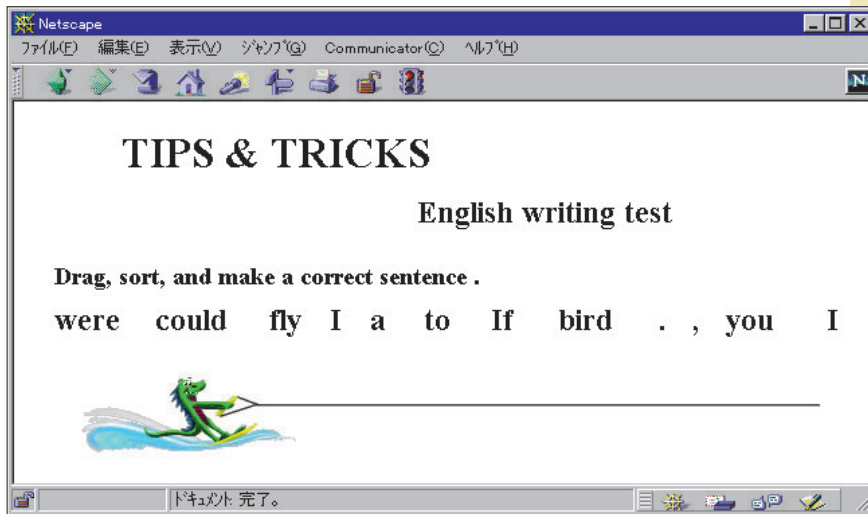 Netscape
ﾌｧｲﾙ(F) 編集(E) 表示(V) ｼﾞｬﾝﾌﾟ(G) Communicator(C) ﾍﾙﾌﾟ(H)
N
TIPS & TRICKS
English writing test
Drag, sort, and make a correct sentence .
were could fly I a to If bird . , you I
ﾄﾞｷｭﾒﾝﾄ: 完了。